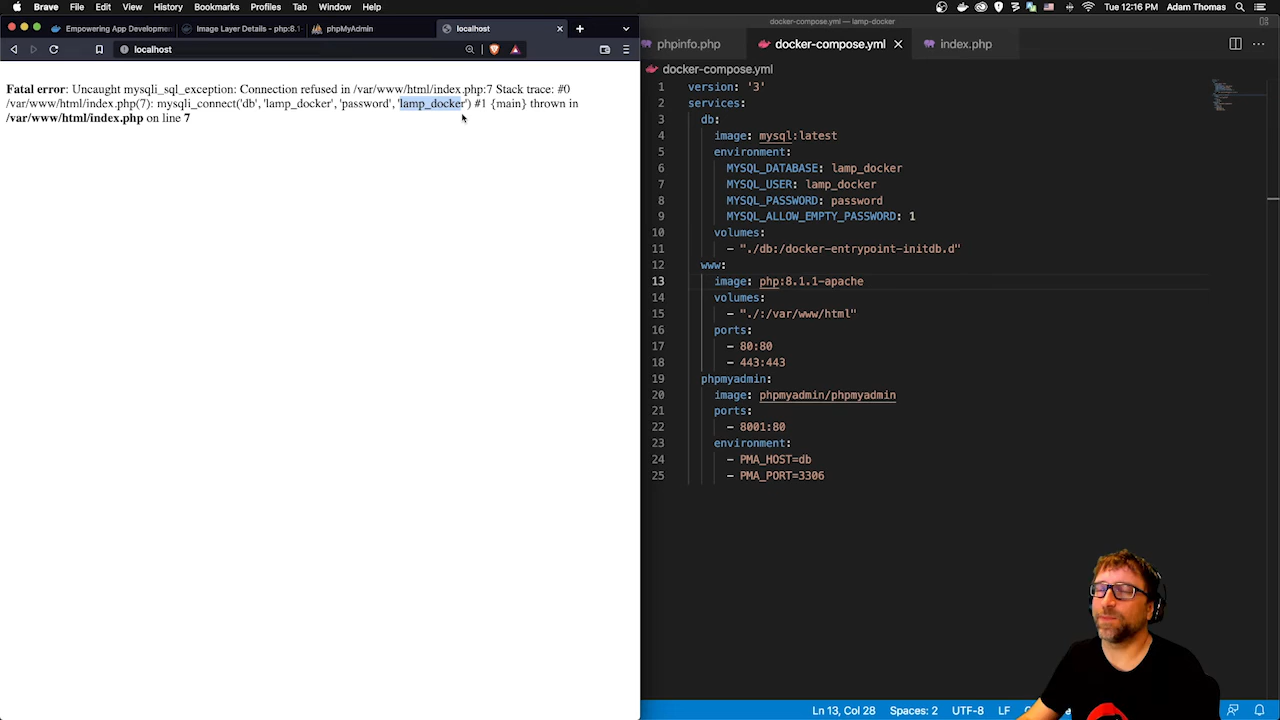 Brave File Edit View History Bookmarks Profiles Tab Window Help
Tue 12:16 PM Adam Thomas
Empowering App Developmen
Image Layer Details - php:8.1
phpMyAdmin
localhost
localhost
Fatal error: Uncaught mysqli_sql_exception: Connection refused in /var/www/html/index.php:7 Stack trace: #0
/var/www/html/index.php(7): mysqli_connect('db', 'lamp_docker', 'password', 'lamp_docker') #1 {main} thrown in
/var/www/html/index.php on line 7
docker-compose.yml — lamp-docker
phpinfo.php
docker-compose.yml
index.php
docker-compose.yml
1 version: '3'
2 services:
3 db:
4 image: mysql:latest
5 environment:
6 MYSQL_DATABASE: lamp_docker
7 MYSQL_USER: lamp_docker
8 MYSQL_PASSWORD: password
9 MYSQL_ALLOW_EMPTY_PASSWORD: 1
10 volumes:
11 - "./db:/docker-entrypoint-initdb.d"
12 www:
13 image: php:8.1.1-apache
14 volumes:
15 - "./:/var/www/html"
16 ports:
17 - 80:80
18 - 443:443
19 phpmyadmin:
20 image: phpmyadmin/phpmyadmin
21 ports:
22 - 8001:80
23 environment:
24 - PMA_HOST=db
25 - PMA_PORT=3306
Ln 13, Col 28 Spaces: 2 UTF-8 LF